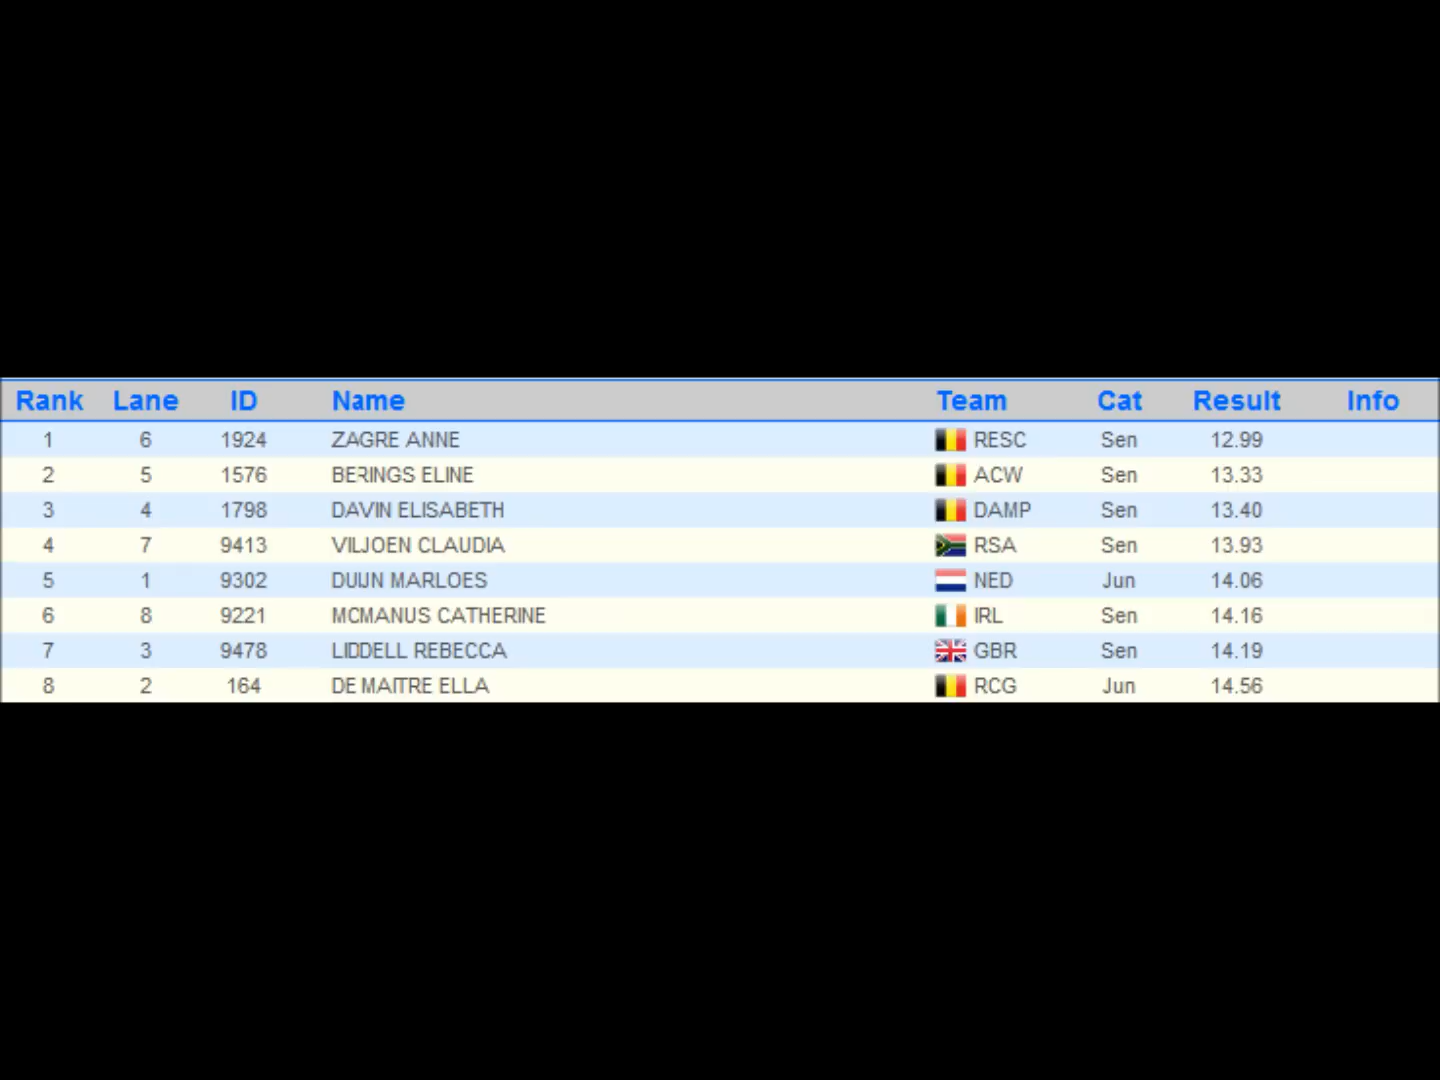 Rank Lane ID Name Team Cat Result Info
1 6 1924 ZAGRE ANNE RESC Sen 12.99
2 5 1576 BERINGS ELINE ACW Sen 13.33
3 4 1798 DAVIN ELISABETH DAMP Sen 13.40
4 7 9413 VILJOEN CLAUDIA RSA Sen 13.93
5 1 9302 DUIJN MARLOES NED Jun 14.06
6 8 9221 MCMANUS CATHERINE IRL Sen 14.16
7 3 9478 LIDDELL REBECCA GBR Sen 14.19
8 2 164 DE MAITRE ELLA RCG Jun 14.56